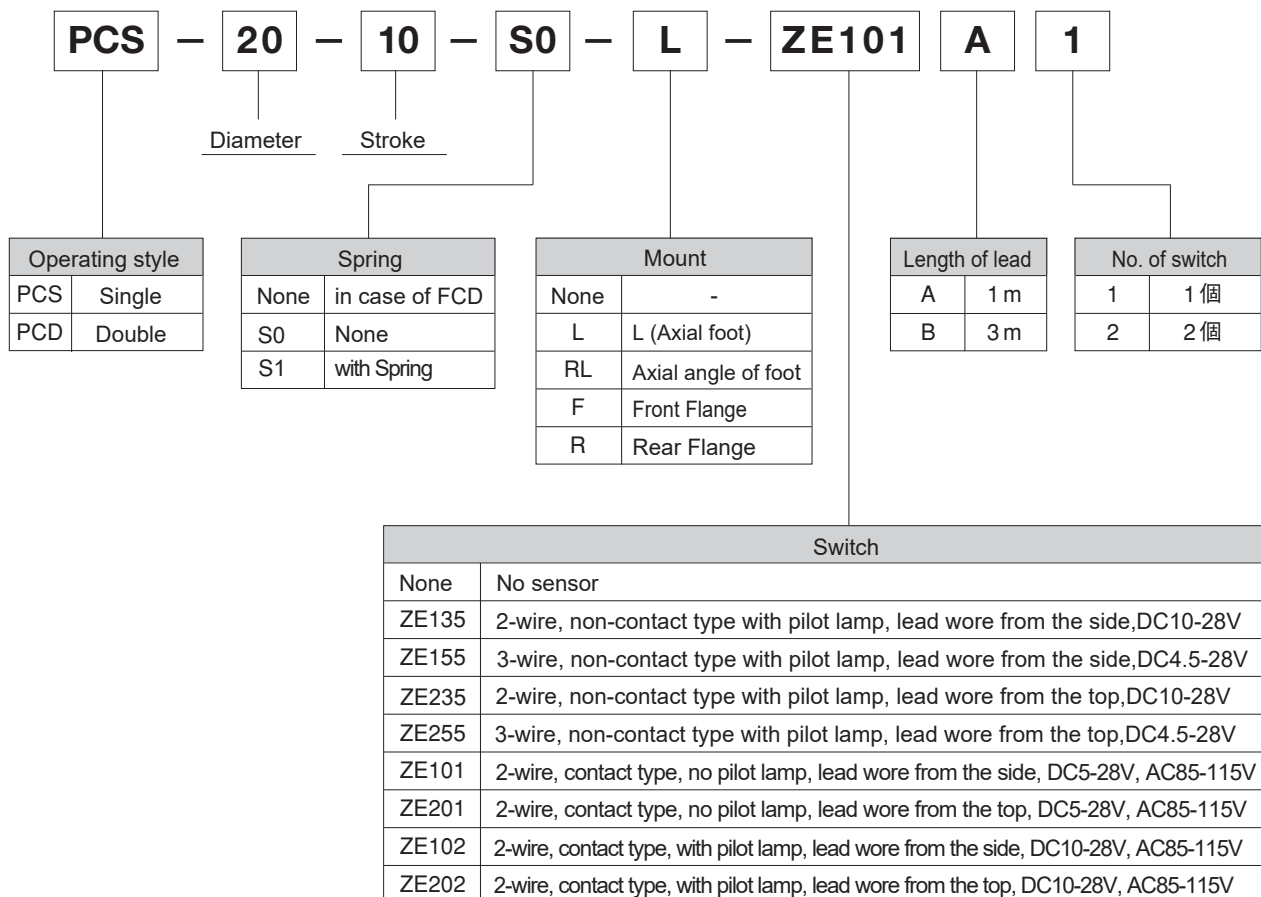 PCS – 20 – 10 – S0 – L – ZE101 A 1
Diameter Stroke
Operating style
PCS Single
PCD Double
Spring
None in case of FCD
S0 None
S1 with Spring
Mount
None -
L L (Axial foot)
RL Axial angle of foot
F Front Flange
R Rear Flange
Length of lead
A 1 m
B 3 m
No. of switch
1 1個
2 2個
Switch
None No sensor
ZE135 2-wire, non-contact type with pilot lamp, lead wore from the side,DC10-28V
ZE155 3-wire, non-contact type with pilot lamp, lead wore from the side,DC4.5-28V
ZE235 2-wire, non-contact type with pilot lamp, lead wore from the top,DC10-28V
ZE255 3-wire, non-contact type with pilot lamp, lead wore from the top,DC4.5-28V
ZE101 2-wire, contact type, no pilot lamp, lead wore from the side, DC5-28V, AC85-115V
ZE201 2-wire, contact type, no pilot lamp, lead wore from the top, DC5-28V, AC85-115V
ZE102 2-wire, contact type, with pilot lamp, lead wore from the side, DC10-28V, AC85-115V
ZE202 2-wire, contact type, with pilot lamp, lead wore from the top, DC10-28V, AC85-115V